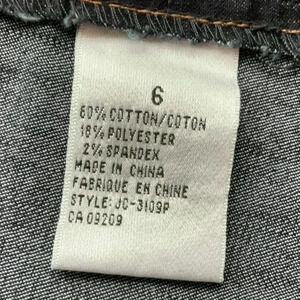 6
80% COTTON/COTON
18% POLYESTER
2% SPANDEX
MADE IN CHINA
FABRIQUE EN CHINE
STYLE: JC-3109P
CA 09209